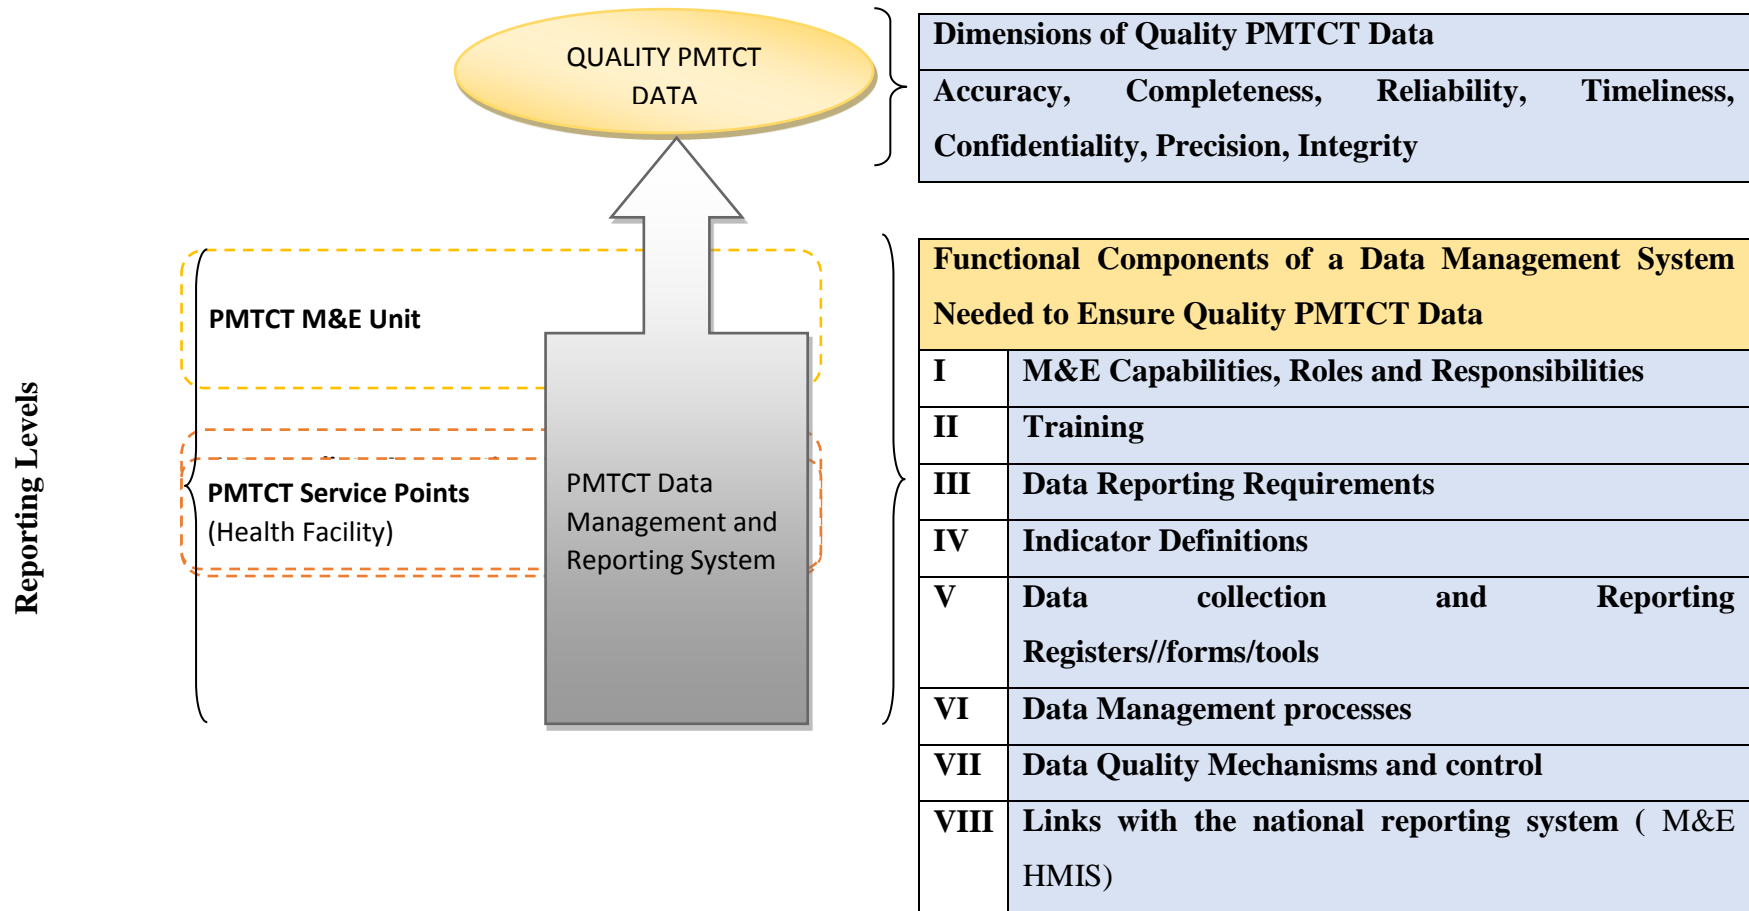 QUALITY PMTCT
DATA
Dimensions of Quality PMTCT Data
Accuracy, Completeness, Reliability, Timeliness,
Confidentiality, Precision, Integrity
Reporting Levels
PMTCT M&E Unit
PMTCT Service Points
(Health Facility)
PMTCT Data
Management and
Reporting System
Functional Components of a Data Management System
Needed to Ensure Quality PMTCT Data
I M&E Capabilities, Roles and Responsibilities
II Training
III Data Reporting Requirements
IV Indicator Definitions
V Data collection and Reporting
Registers//forms/tools
VI Data Management processes
VII Data Quality Mechanisms and control
VIII Links with the national reporting system ( M&E
HMIS)